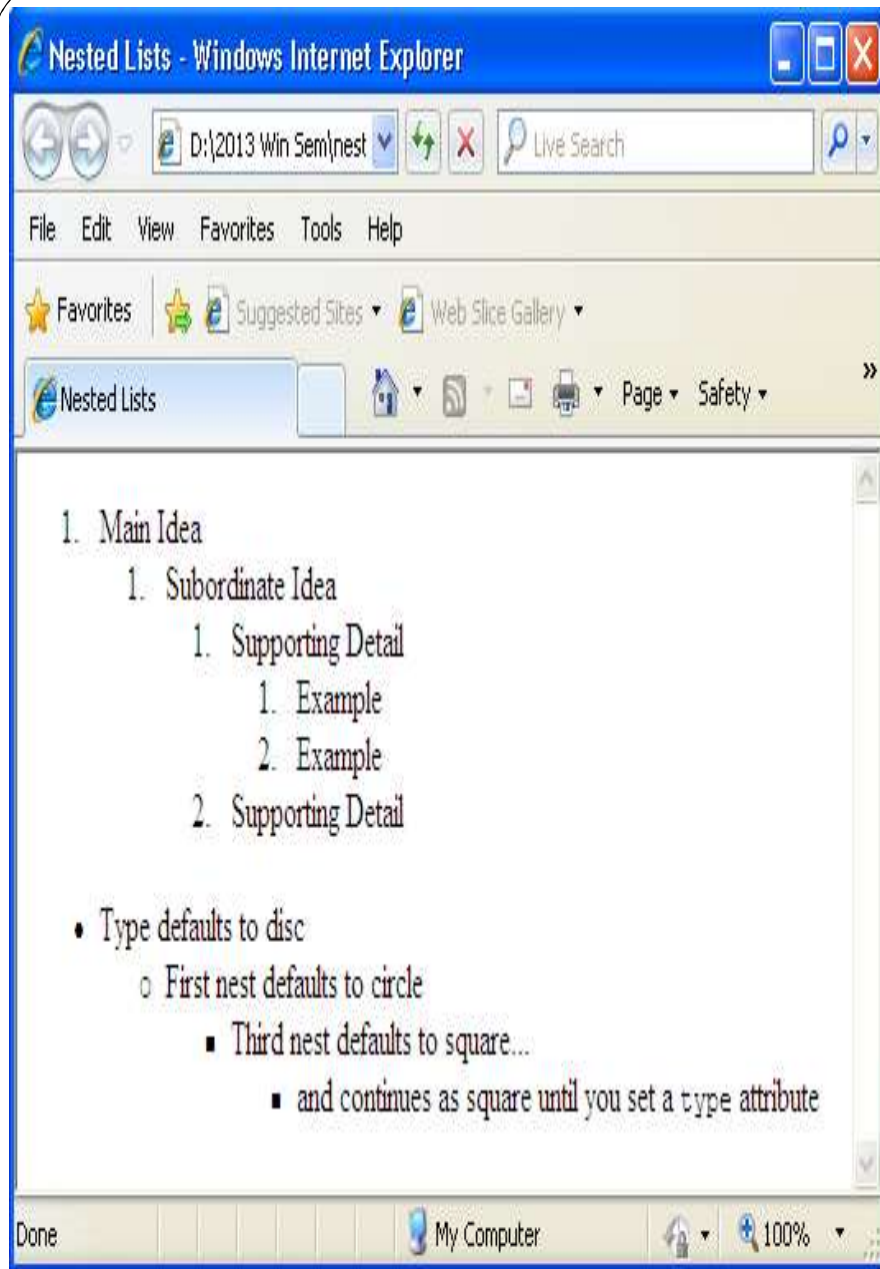 Nested Lists - Windows Internet Explorer
D:\2013 Win Sem\nest
Live Search
File Edit View Favorites Tools Help
Favorites Suggested Sites Web Slice Gallery
Nested Lists Page Safety »
1. Main Idea
1. Subordinate Idea
1. Supporting Detail
1. Example
2. Example
2. Supporting Detail
• Type defaults to disc
○ First nest defaults to circle
▪ Third nest defaults to square...
▪ and continues as square until you set a type attribute
Done My Computer 100%